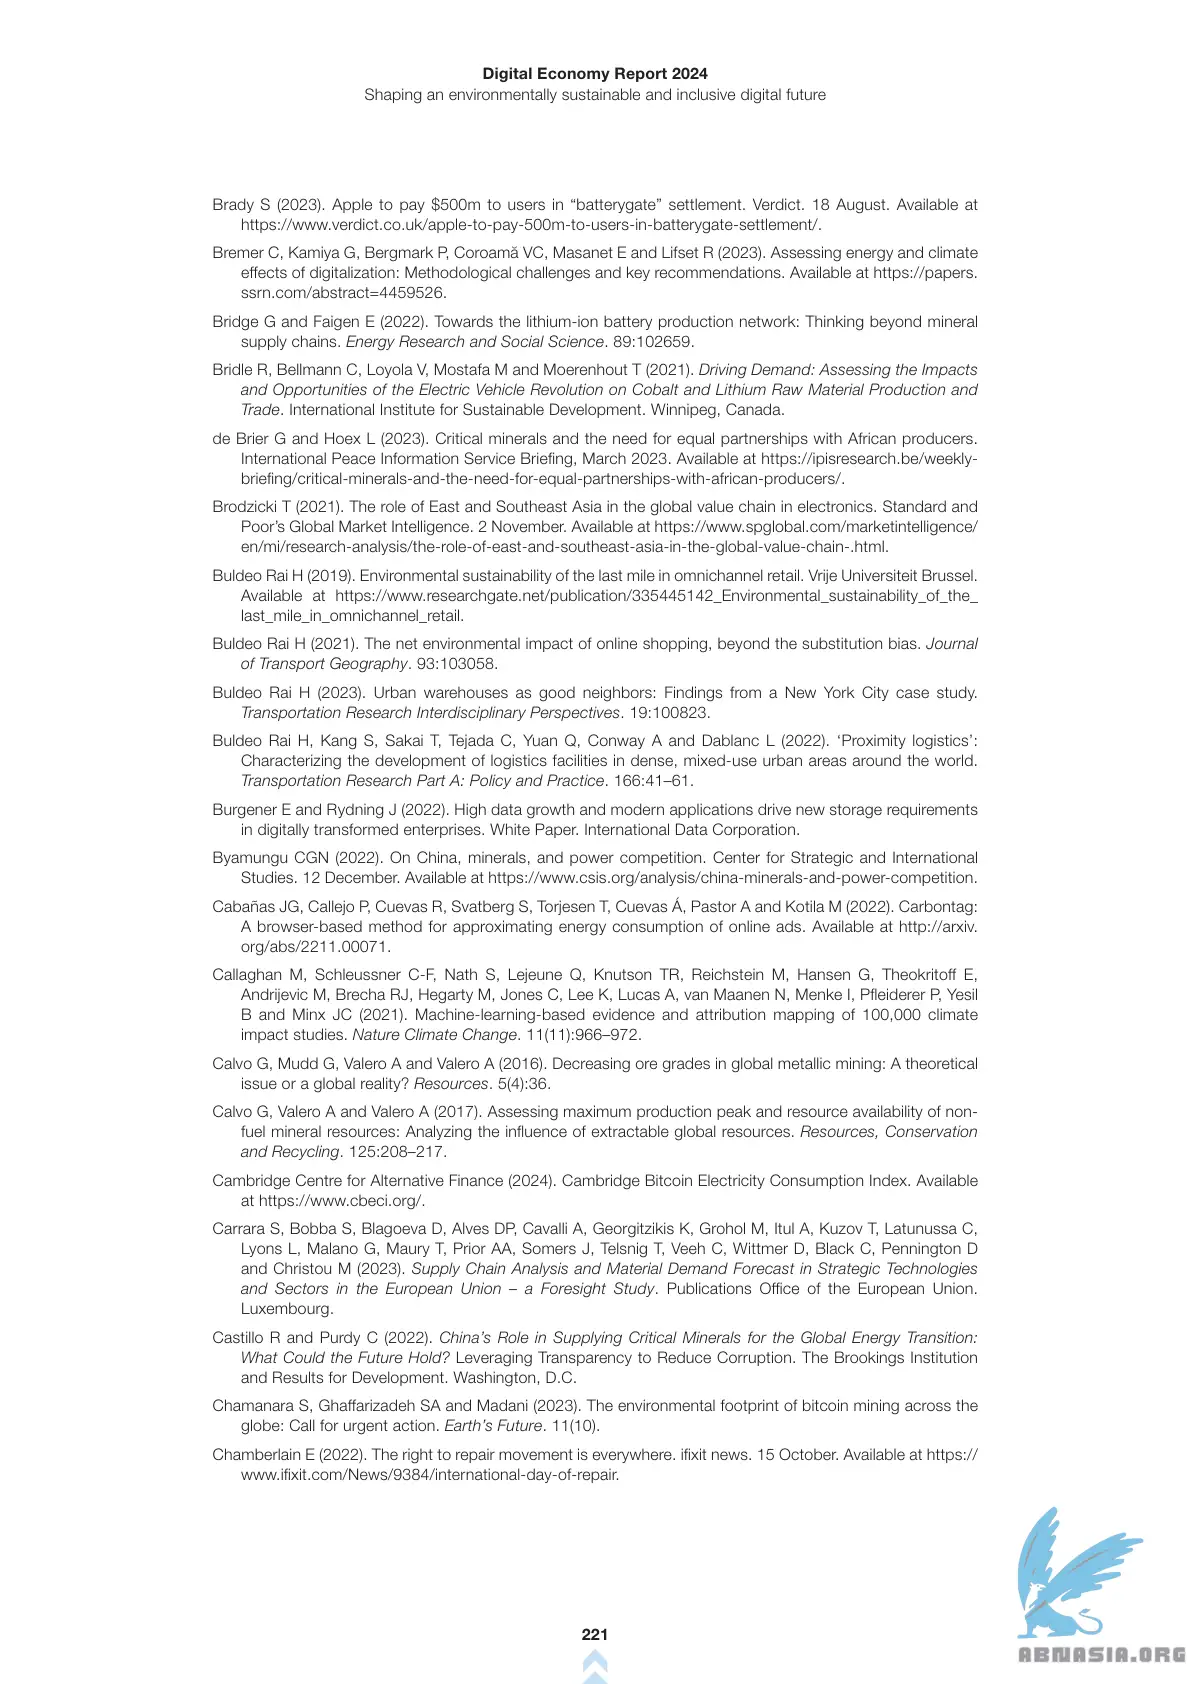 Digital Economy Report 2024
Shaping an environmentally sustainable and inclusive digital future
Brady S (2023). Apple to pay $500m to users in “batterygate” settlement. Verdict. 18 August. Available at
https://www.verdict.co.uk/apple-to-pay-500m-to-users-in-batterygate-settlement/.
Bremer C, Kamiya G, Bergmark P, Coroamă VC, Masanet E and Lifset R (2023). Assessing energy and climate
effects of digitalization: Methodological challenges and key recommendations. Available at https://papers.
ssrn.com/abstract=4459526.
Bridge G and Faigen E (2022). Towards the lithium-ion battery production network: Thinking beyond mineral
supply chains. Energy Research and Social Science. 89:102659.
Bridle R, Bellmann C, Loyola V, Mostafa M and Moerenhout T (2021). Driving Demand: Assessing the Impacts
and Opportunities of the Electric Vehicle Revolution on Cobalt and Lithium Raw Material Production and
Trade. International Institute for Sustainable Development. Winnipeg, Canada.
de Brier G and Hoex L (2023). Critical minerals and the need for equal partnerships with African producers.
International Peace Information Service Briefing, March 2023. Available at https://ipisresearch.be/weekly-
briefing/critical-minerals-and-the-need-for-equal-partnerships-with-african-producers/.
Brodzicki T (2021). The role of East and Southeast Asia in the global value chain in electronics. Standard and
Poor’s Global Market Intelligence. 2 November. Available at https://www.spglobal.com/marketintelligence/
en/mi/research-analysis/the-role-of-east-and-southeast-asia-in-the-global-value-chain-.html.
Buldeo Rai H (2019). Environmental sustainability of the last mile in omnichannel retail. Vrije Universiteit Brussel.
Available at https://www.researchgate.net/publication/335445142_Environmental_sustainability_of_the_
last_mile_in_omnichannel_retail.
Buldeo Rai H (2021). The net environmental impact of online shopping, beyond the substitution bias. Journal
of Transport Geography. 93:103058.
Buldeo Rai H (2023). Urban warehouses as good neighbors: Findings from a New York City case study.
Transportation Research Interdisciplinary Perspectives. 19:100823.
Buldeo Rai H, Kang S, Sakai T, Tejada C, Yuan Q, Conway A and Dablanc L (2022). ‘Proximity logistics’:
Characterizing the development of logistics facilities in dense, mixed-use urban areas around the world.
Transportation Research Part A: Policy and Practice. 166:41–61.
Burgener E and Rydning J (2022). High data growth and modern applications drive new storage requirements
in digitally transformed enterprises. White Paper. International Data Corporation.
Byamungu CGN (2022). On China, minerals, and power competition. Center for Strategic and International
Studies. 12 December. Available at https://www.csis.org/analysis/china-minerals-and-power-competition.
Cabañas JG, Callejo P, Cuevas R, Svatberg S, Torjesen T, Cuevas Á, Pastor A and Kotila M (2022). Carbontag:
A browser-based method for approximating energy consumption of online ads. Available at http://arxiv.
org/abs/2211.00071.
Callaghan M, Schleussner C-F, Nath S, Lejeune Q, Knutson TR, Reichstein M, Hansen G, Theokritoff E,
Andrijevic M, Brecha RJ, Hegarty M, Jones C, Lee K, Lucas A, van Maanen N, Menke I, Pfleiderer P, Yesil
B and Minx JC (2021). Machine-learning-based evidence and attribution mapping of 100,000 climate
impact studies. Nature Climate Change. 11(11):966–972.
Calvo G, Mudd G, Valero A and Valero A (2016). Decreasing ore grades in global metallic mining: A theoretical
issue or a global reality? Resources. 5(4):36.
Calvo G, Valero A and Valero A (2017). Assessing maximum production peak and resource availability of non-
fuel mineral resources: Analyzing the influence of extractable global resources. Resources, Conservation
and Recycling. 125:208–217.
Cambridge Centre for Alternative Finance (2024). Cambridge Bitcoin Electricity Consumption Index. Available
at https://www.cbeci.org/.
Carrara S, Bobba S, Blagoeva D, Alves DP, Cavalli A, Georgitzikis K, Grohol M, Itul A, Kuzov T, Latunussa C,
Lyons L, Malano G, Maury T, Prior AA, Somers J, Telsnig T, Veeh C, Wittmer D, Black C, Pennington D
and Christou M (2023). Supply Chain Analysis and Material Demand Forecast in Strategic Technologies
and Sectors in the European Union – a Foresight Study. Publications Office of the European Union.
Luxembourg.
Castillo R and Purdy C (2022). China’s Role in Supplying Critical Minerals for the Global Energy Transition:
What Could the Future Hold? Leveraging Transparency to Reduce Corruption. The Brookings Institution
and Results for Development. Washington, D.C.
Chamanara S, Ghaffarizadeh SA and Madani (2023). The environmental footprint of bitcoin mining across the
globe: Call for urgent action. Earth’s Future. 11(10).
Chamberlain E (2022). The right to repair movement is everywhere. ifixit news. 15 October. Available at https://
www.ifixit.com/News/9384/international-day-of-repair.
221
ABNASIA.ORG